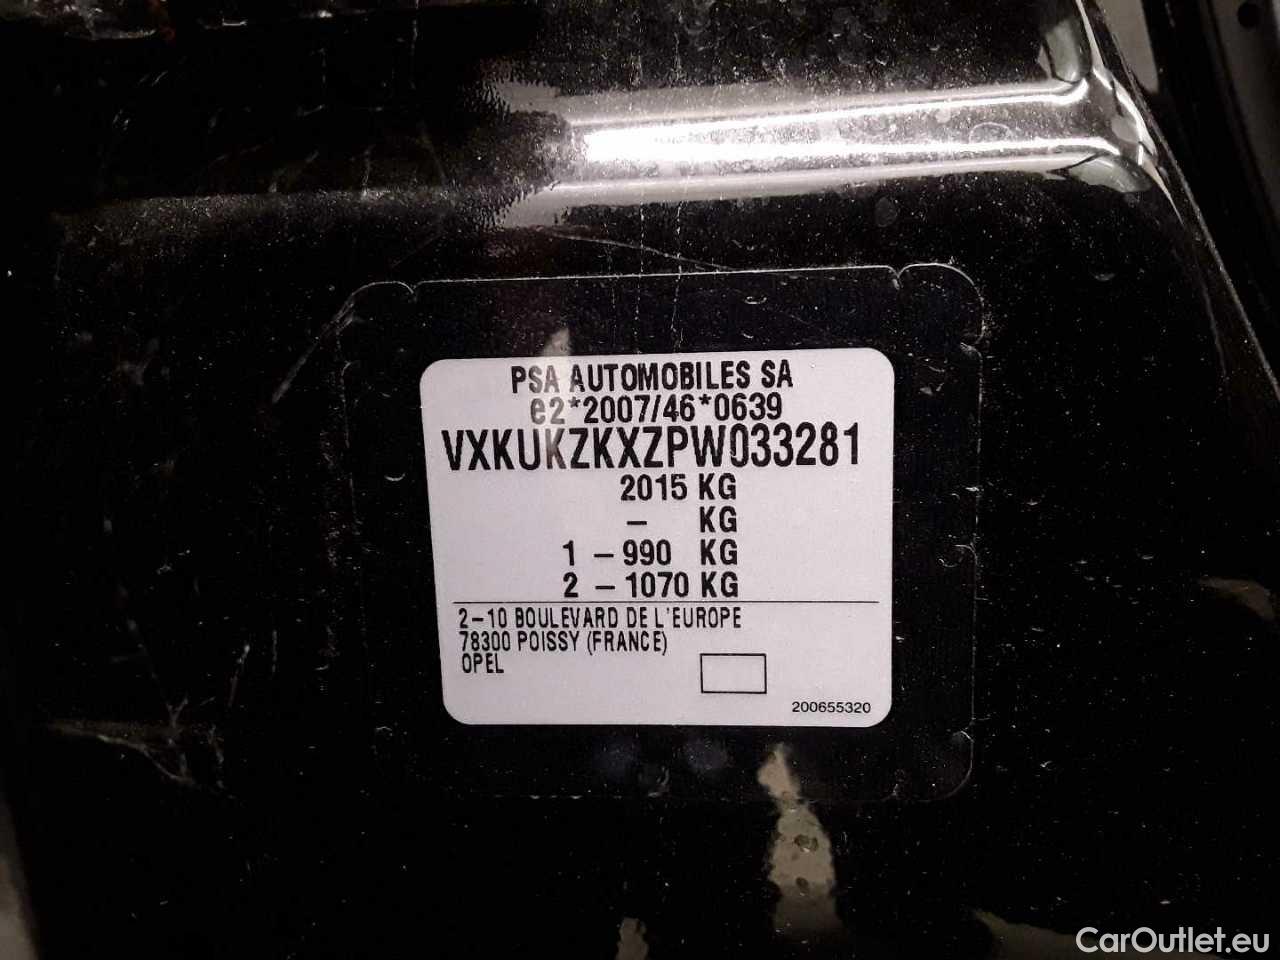 PSA AUTOMOBILES SA
e2*2007/46*0639
VXKUKZKXZPW033281
2015 KG
- KG
1 - 990 KG
2 - 1070 KG
2-10 BOULEVARD DE L'EUROPE
78300 POISSY (FRANCE)
OPEL
200655320
CarOutlet.eu